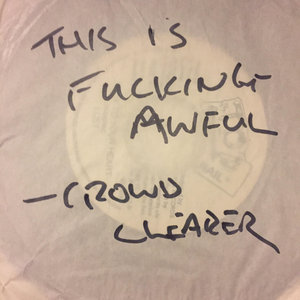 THIS IS
FUCKING
AWFUL
– CROWD
CLEARER